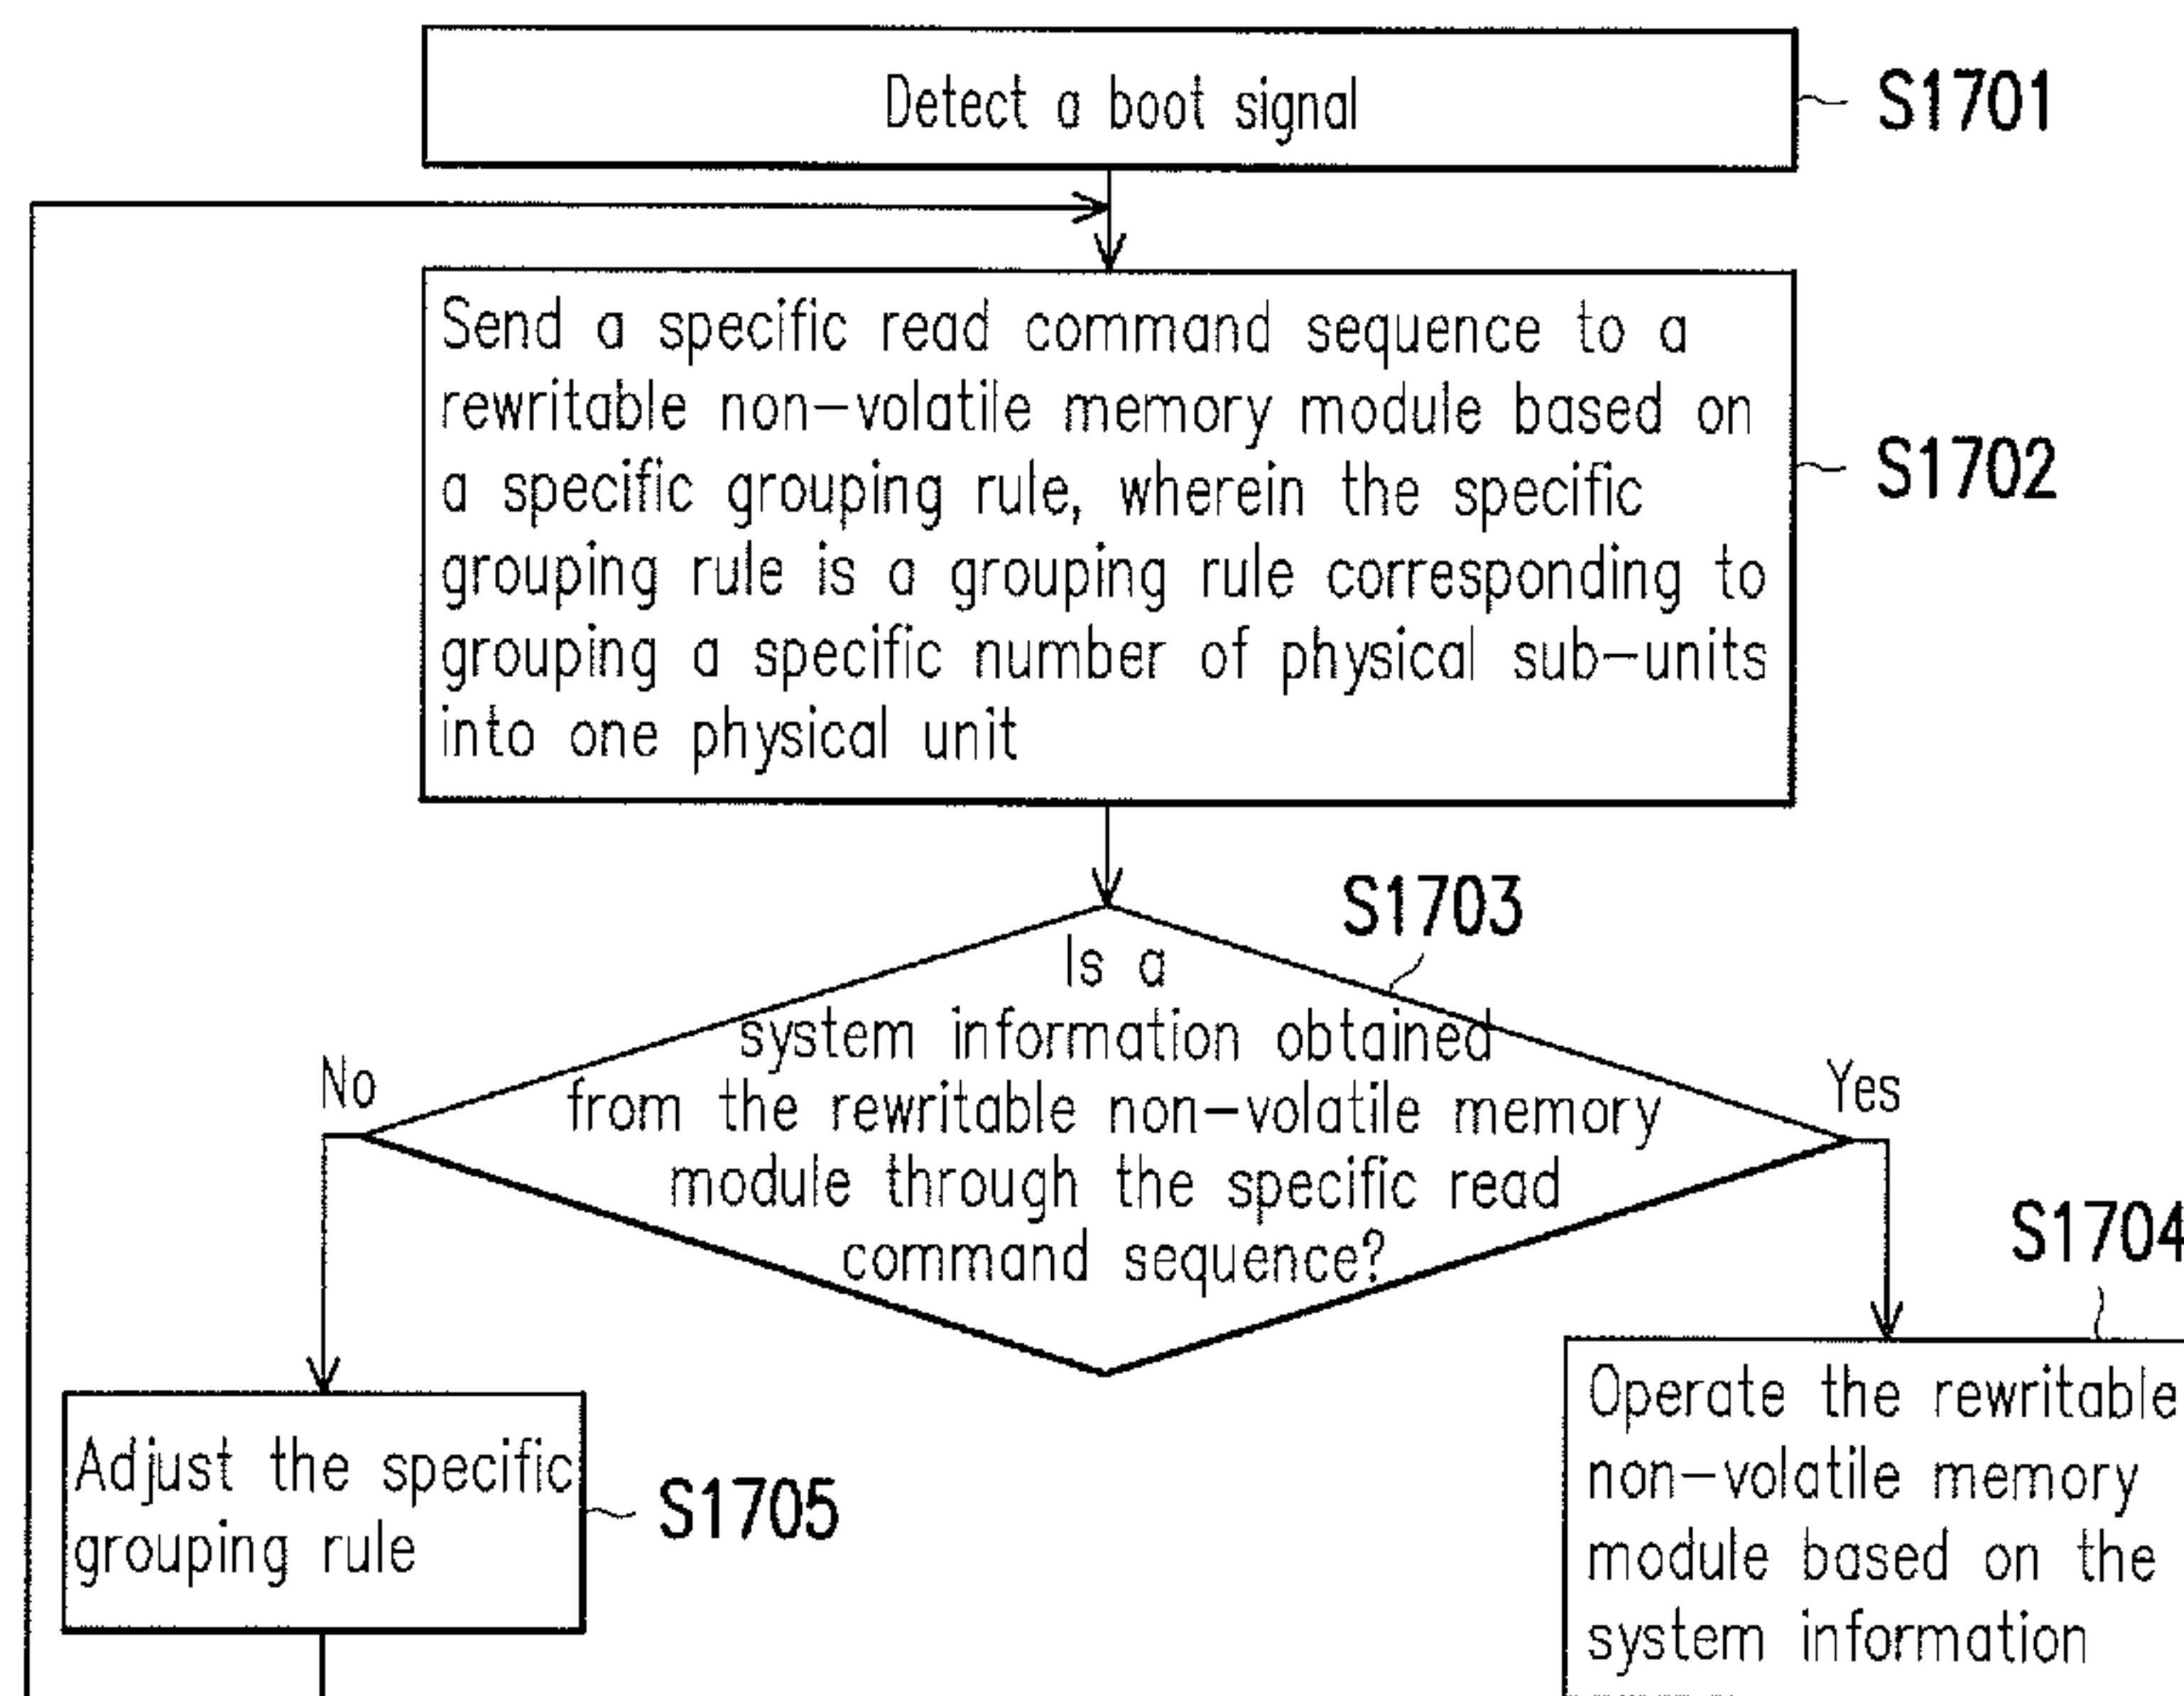 Detect a boot signal
S1701
Send a specific read command sequence to a
rewritable non-volatile memory module based on
a specific grouping rule, wherein the specific
grouping rule is a grouping rule corresponding to
grouping a specific number of physical sub-units
into one physical unit
S1702
S1703
Is a
system information obtained
from the rewritable non-volatile memory
module through the specific read
command sequence?
No
Yes
S1704
Operate the rewritable
non-volatile memory
module based on the
system information
Adjust the specific
grouping rule
S1705